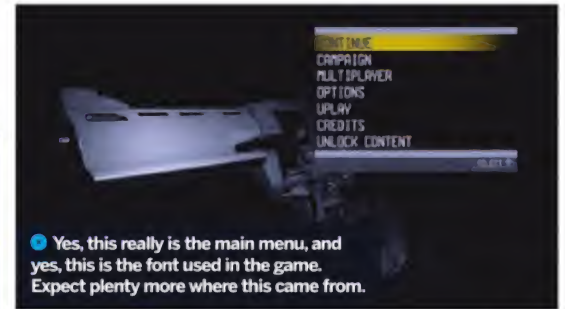 CONTINUE
CAMPAIGN
MULTIPLAYER
OPTIONS
UPLAY
CREDITS
UNLOCK CONTENT
Yes, this really is the main menu, and
yes, this is the font used in the game.
Expect plenty more where this came from.